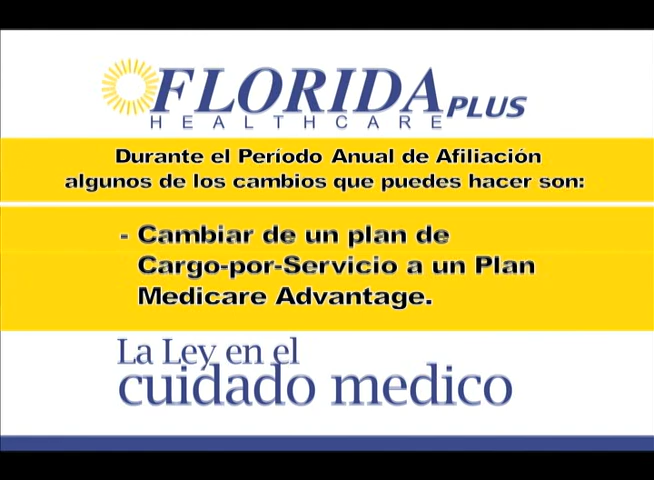 FLORIDA PLUS
HEALTHCARE
Durante el Período Anual de Afiliación
algunos de los cambios que puedes hacer son:
- Cambiar de un plan de
Cargo-por-Servicio a un Plan
Medicare Advantage.
La Ley en el
cuidado medico